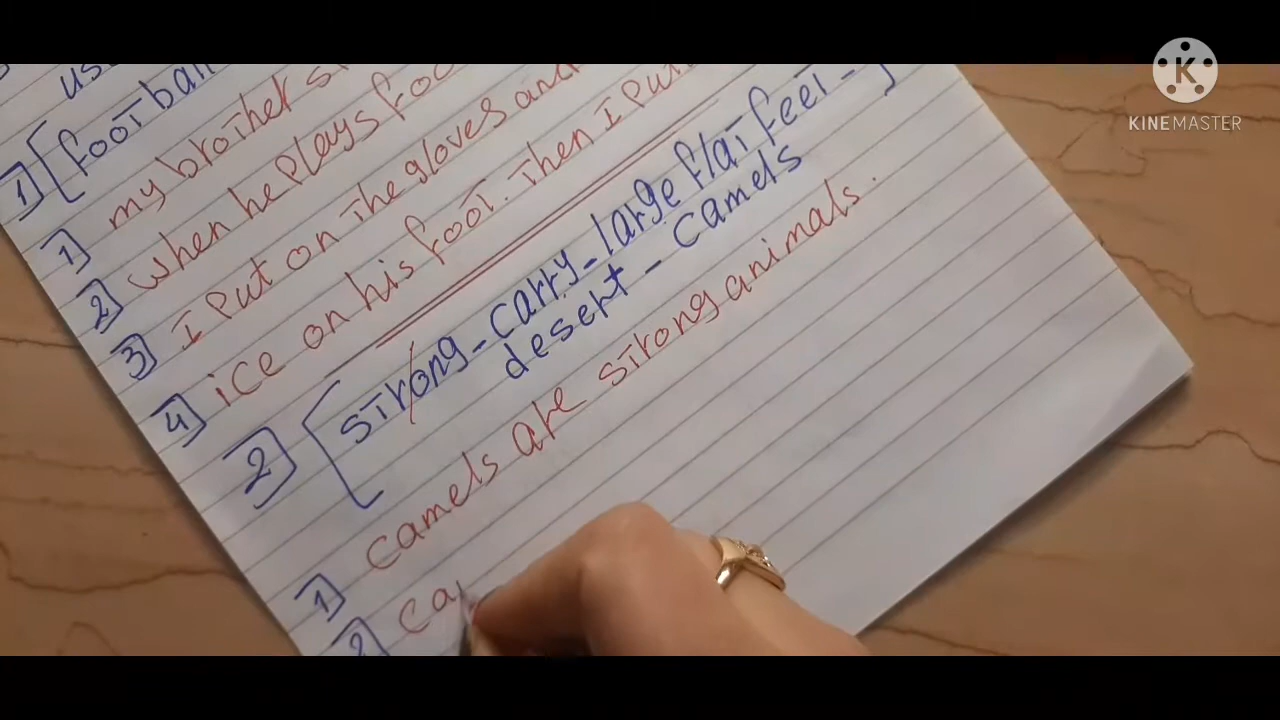 us
1 [ football
1 my brother
2 when he plays foo
3 I Put on the gloves and
4 ice on his foot. Then I Put
2 [ strong - carry - large flat feet - ]
desert - camels
1 camels are strong animals.
2 ca
K
KINEMASTER